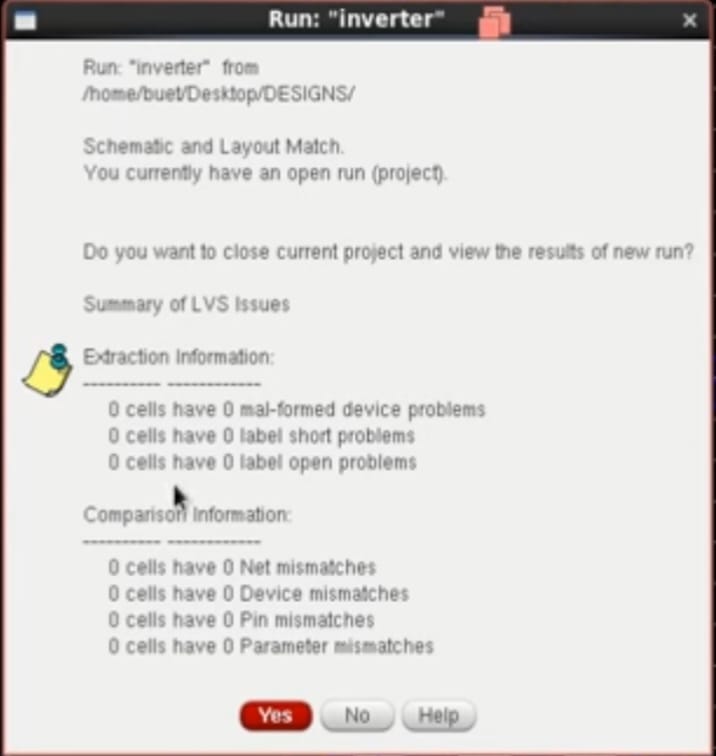 Run: "inverter"
Run: "inverter" from
/home/buet/Desktop/DESIGNS/
Schematic and Layout Match.
You currently have an open run (project).
Do you want to close current project and view the results of new run?
Summary of LVS Issues
Extraction Information:
---------- ------------
0 cells have 0 mal-formed device problems
0 cells have 0 label short problems
0 cells have 0 label open problems
Comparison Information:
---------- ------------
0 cells have 0 Net mismatches
0 cells have 0 Device mismatches
0 cells have 0 Pin mismatches
0 cells have 0 Parameter mismatches
Yes No Help